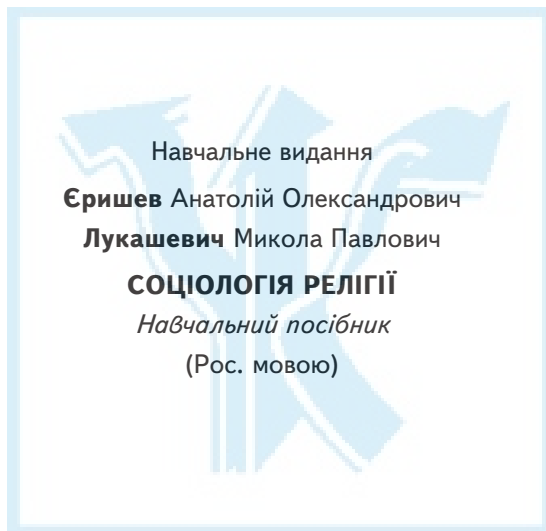 Навчальне видання
Єришев Анатолій Олександрович
Лукашевич Микола Павлович
СОЦІОЛОГІЯ РЕЛІГІЇ
Навчальний посібник
(Рос. мовою)